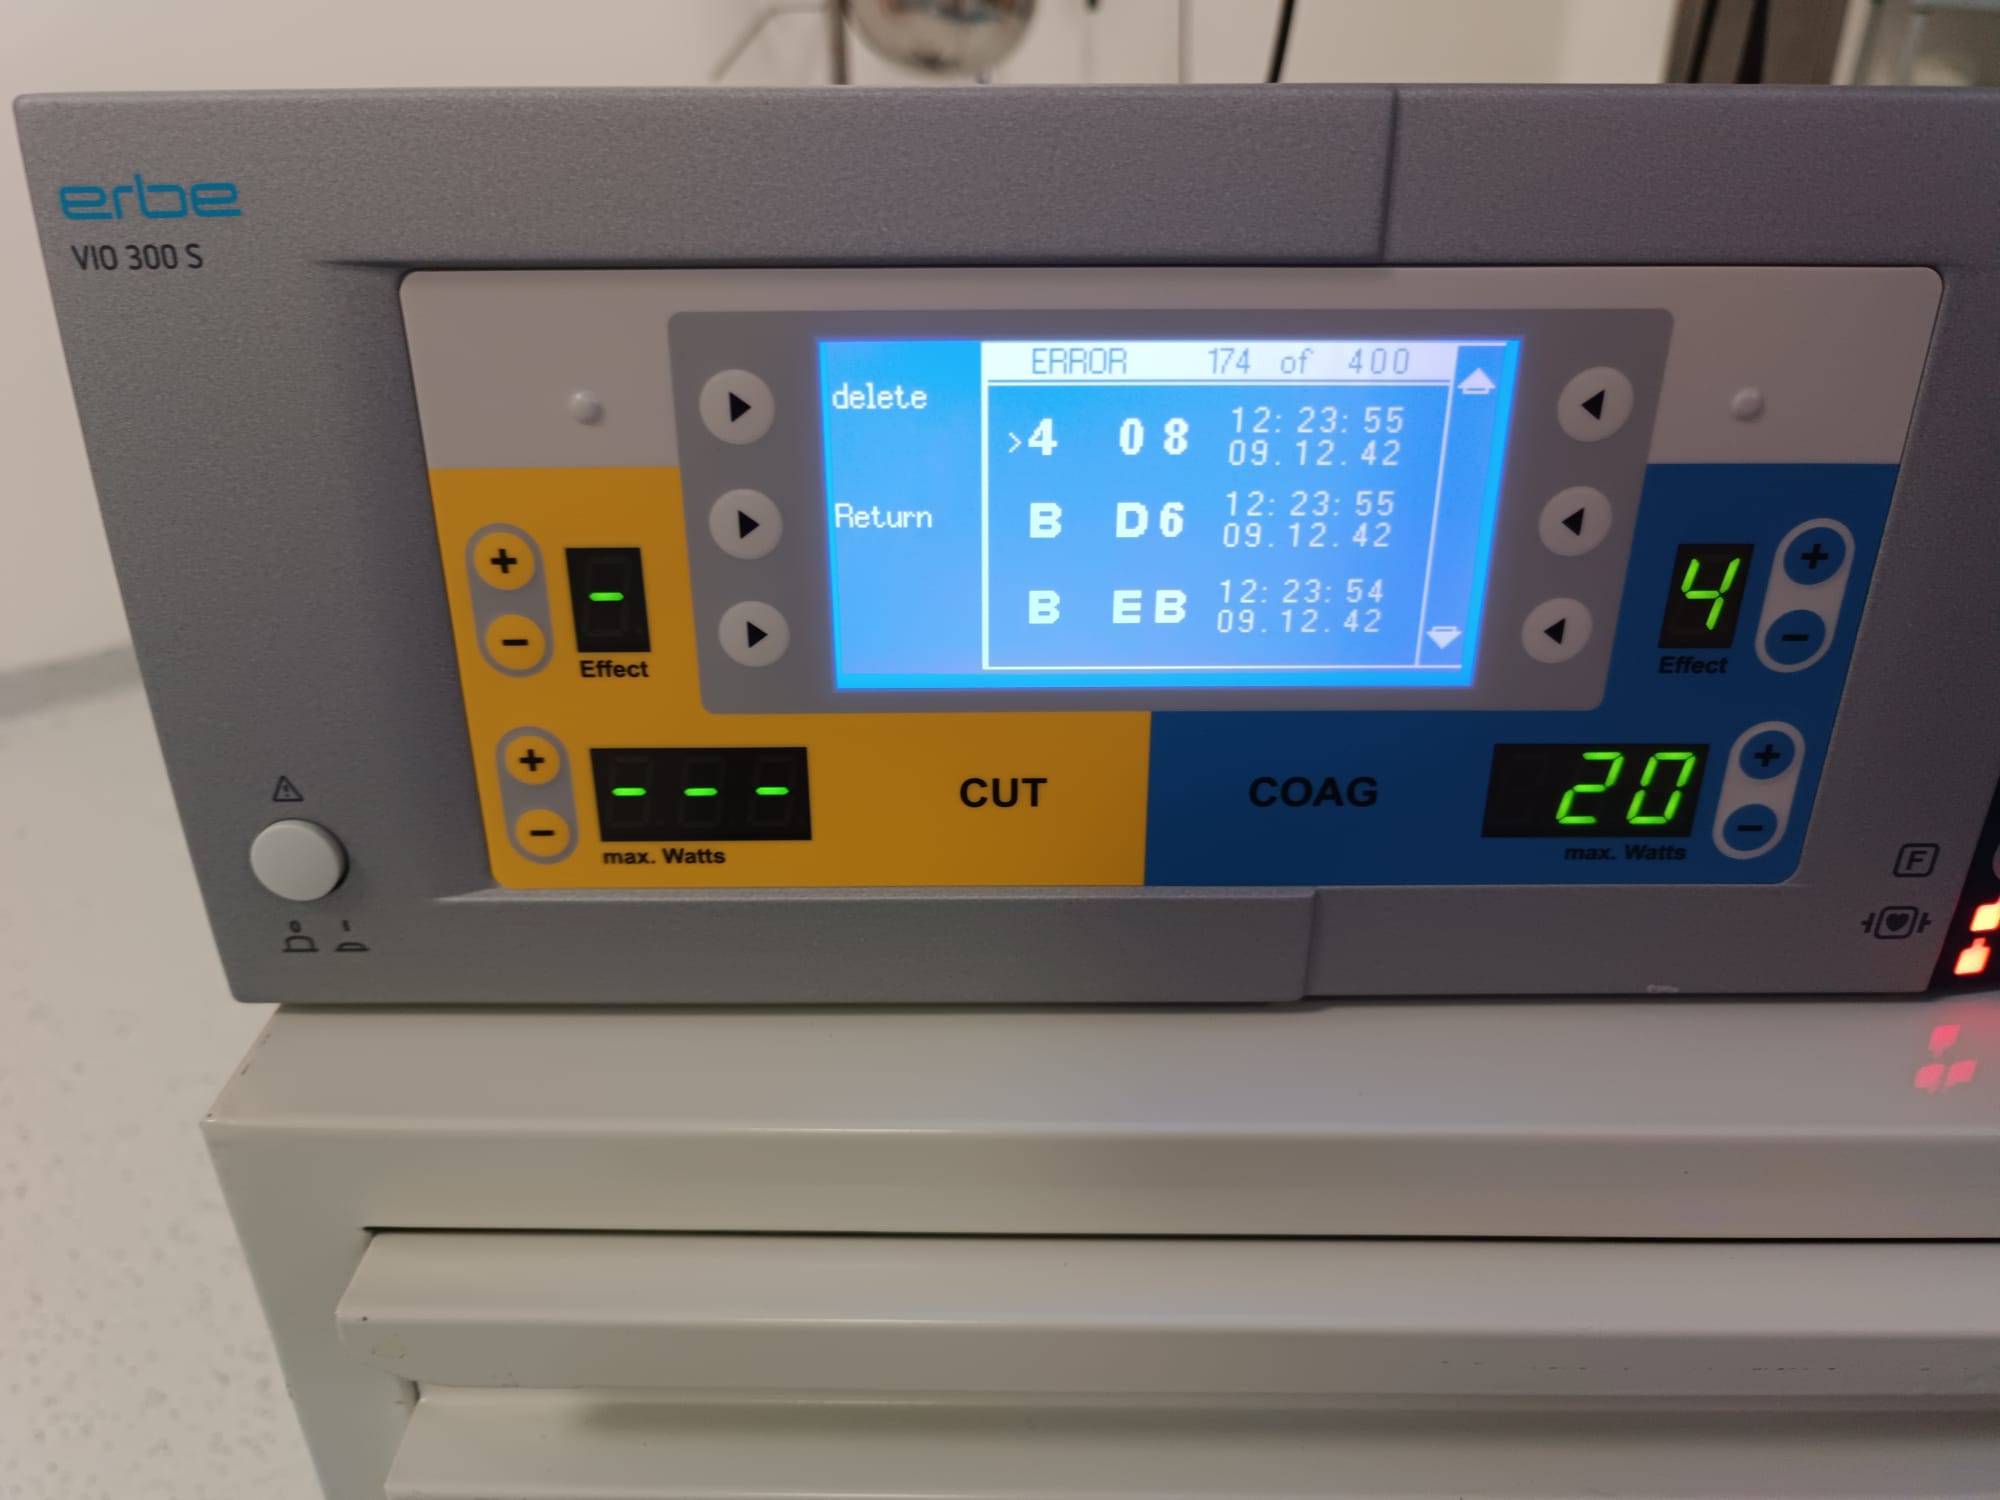 erbe
VIO 300 S
ERROR 174 of 400
delete
>4 08 12:23:55
09.12.42
Return
B D6 12:23:55
09.12.42
B EB 12:23:54
09.12.42
+
-
-
Effect
4
+
-
Effect
+
-
---
max. Watts
CUT
COAG
20
max. Watts
+
-
F